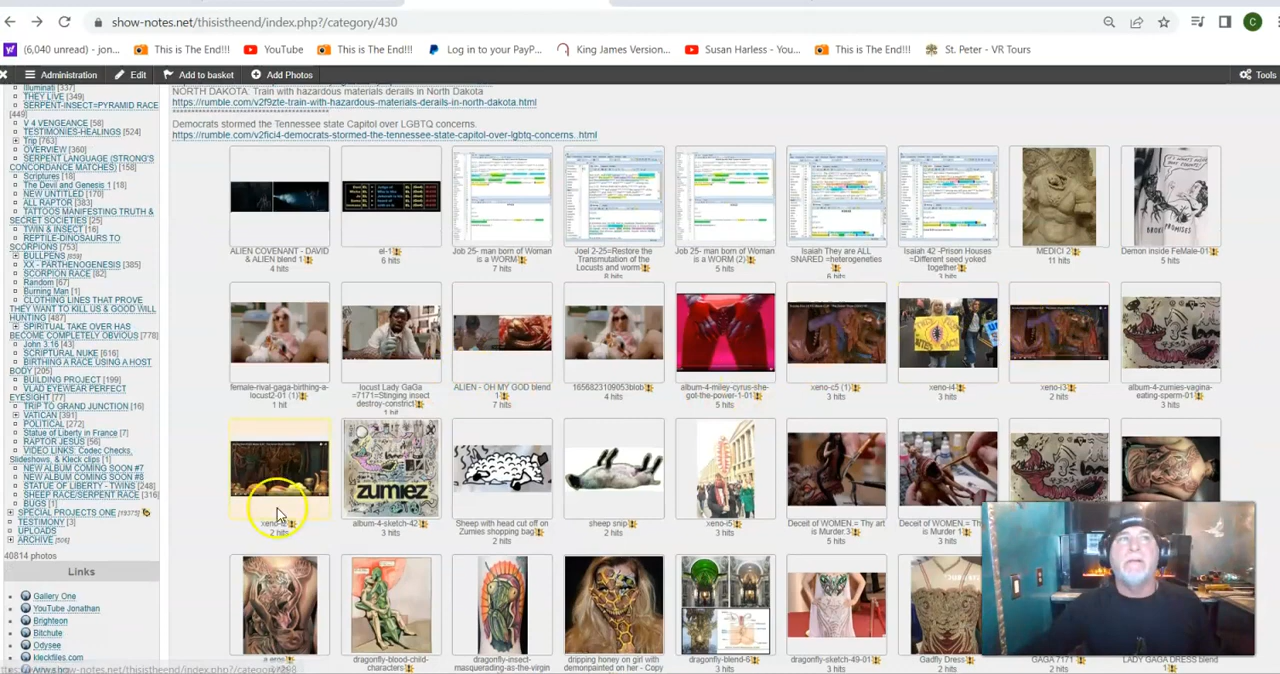 show-notes.net/thisistheend/index.php?/category/430
(6,040 unread) - jon...
This is The End!!!
YouTube
This is The End!!!
Log in to your PayP...
King James Version...
Susan Harless - You...
This is The End!!!
St. Peter - VR Tours
Administration
Edit
Add to basket
Add Photos
Tools
Illuminati [337]
THEY LIVE [349]
SERPENT-INSECT=PYRAMID RACE
[449]
V 4 VENGEANCE [58]
TESTIMONIES-HEALINGS [524]
Trip [763]
OVERVIEW [360]
SERPENT LANGUAGE (STRONG'S
CONCORDANCE MATCHES) [158]
Scriptures [18]
The Devil and Genesis 1 [18]
NEW UNTITLED [170]
ALL RAPTOR [383]
TATTOOS MANIFESTING TRUTH &
SECRET SOCIETIES [25]
TWIN & INSECT [16]
REPTILE-DINOSAURS TO
SCORPIONS [753]
BULLPENS [859]
XX - PARTHENOGENESIS [385]
SCORPION RACE [82]
Random [67]
Burning Man [1]
CLOTHING LINES THAT PROVE
THEY WANT TO KILL US & GOOD WILL
HUNTING [487]
SPIRITUAL TAKE OVER HAS
BECOME COMPLETELY OBVIOUS [778]
John 3 16 [43]
SCRIPTURAL NUKE [616]
BIRTHING A RACE USING A HOST
BODY [205]
BUILDING PROJECT [199]
VLAD EYEWEAR PERFECT
EYESIGHT [77]
TRIP TO GRAND JUNCTION [16]
VATICAN [391]
POLITICAL [272]
Statue of Liberty in France [7]
RAPTOR JESUS [56]
VIDEO LINKS: Codec Checks,
Slideshows, & Kleck clips [1]
NEW ALBUM COMING SOON #7
NEW ALBUM COMING SOON #8
STATUE OF LIBERTY - TWINS [248]
SHEEP RACE/SERPENT RACE [316]
BUGS [1]
SPECIAL PROJECTS ONE [19375]
TESTIMONY [3]
UPLOADS
ARCHIVE [506]
40814 photos
Links
Gallery One
YouTube Jonathan
Brighteon
Bitchute
Odysee
kleckfiles.com
NORTH DAKOTA: Train with hazardous materials derails in North Dakota
https://rumble.com/v2f9zte-train-with-hazardous-materials-derails-in-north-dakota.html
Democrats stormed the Tennessee state Capitol over LGBTQ concerns.
https://rumble.com/v2fici4-democrats-stormed-the-tennessee-state-capitol-over-lgbtq-concerns..html
ALIEN COVENANT - DAVID & ALIEN blend 1
4 hits
el-1
6 hits
Job 25- man born of Woman is a WORM
7 hits
Joel 2-25=Restore the Transmutation of the Locusts and worm
8 hits
Job 25- man born of Woman is a WORM (2)
5 hits
Isaiah They are ALL SNARED =heterogeneities
6 hits
Isaiah 42 -Prison Houses =Different seed yoked together
3 hits
MEDICI 2
11 hits
Demon inside FeMale-01
5 hits
female-rival-gaga-birthing-a-locust2-01 (1)
1 hit
locust Lady GaGa =7171=Stinging insect destroy-constrict
1 hit
ALIEN - OH MY GOD blend 1
7 hits
1656823109053blob
4 hits
album-4-miley-cyrus-she-got-the-power-1-01
5 hits
xeno-c5 (1)
3 hits
xeno-i4
3 hits
xeno-i3
2 hits
album-4-zumies-vagina-eating-sperm-01
3 hits
zumiez
2 hits
album-4-sketch-42
3 hits
Sheep with head cut off on Zumies shopping bag
2 hits
sheep snip
2 hits
xeno-i5
2 hits
Deceit of WOMEN = Thy art is Murder 3
5 hits
Deceit of WOMEN = Thy art is Murder 1
3 hits
dragonfly-blood-child-characters
3 hits
dragonfly-insect-masquerading-as-the-virgin
dripping honey on girl with demonpainted on her - Copy
dragonfly-blend-6
3 hits
dragonfly-sketch-49-01
3 hits
Gadfly Dress
GAGA 7171
2 hits
LADY GAGA DRESS blend